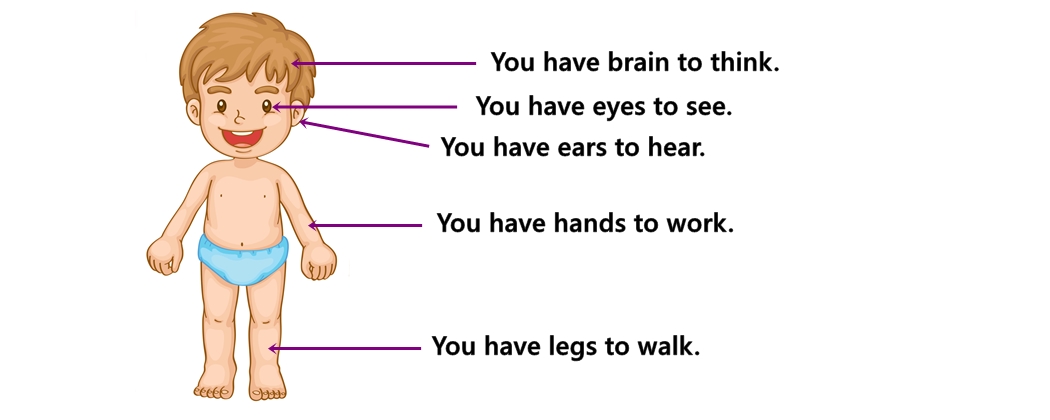 You have brain to think.
You have eyes to see.
You have ears to hear.
You have hands to work.
You have legs to walk.